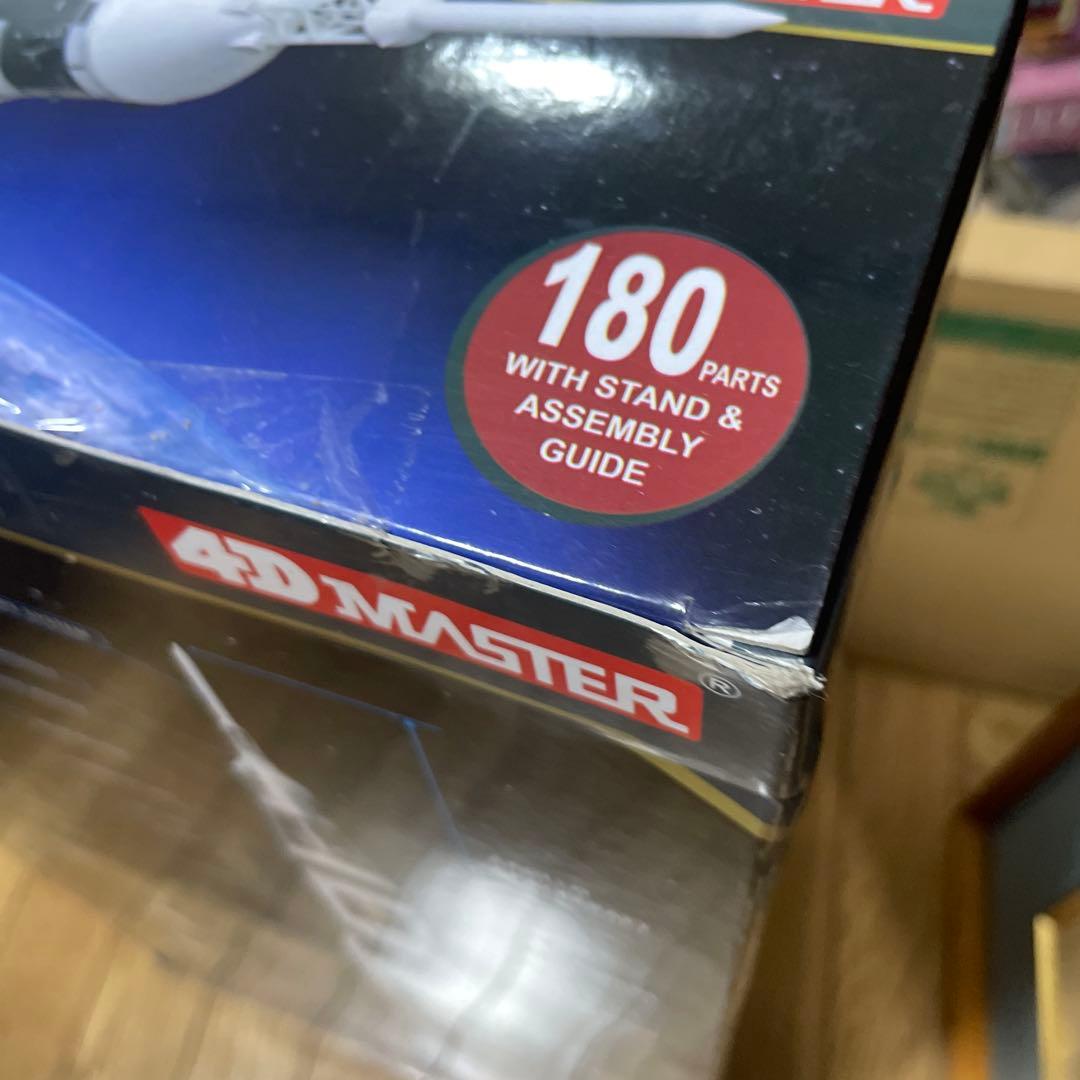 180 PARTS
WITH STAND &
ASSEMBLY
GUIDE
4D MASTER ®